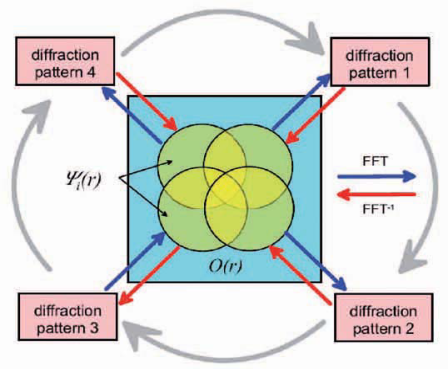 diffraction
pattern 4
diffraction
pattern 1
FFT
FFT⁻¹
Ψᵢ(r)
O(r)
diffraction
pattern 3
diffraction
pattern 2